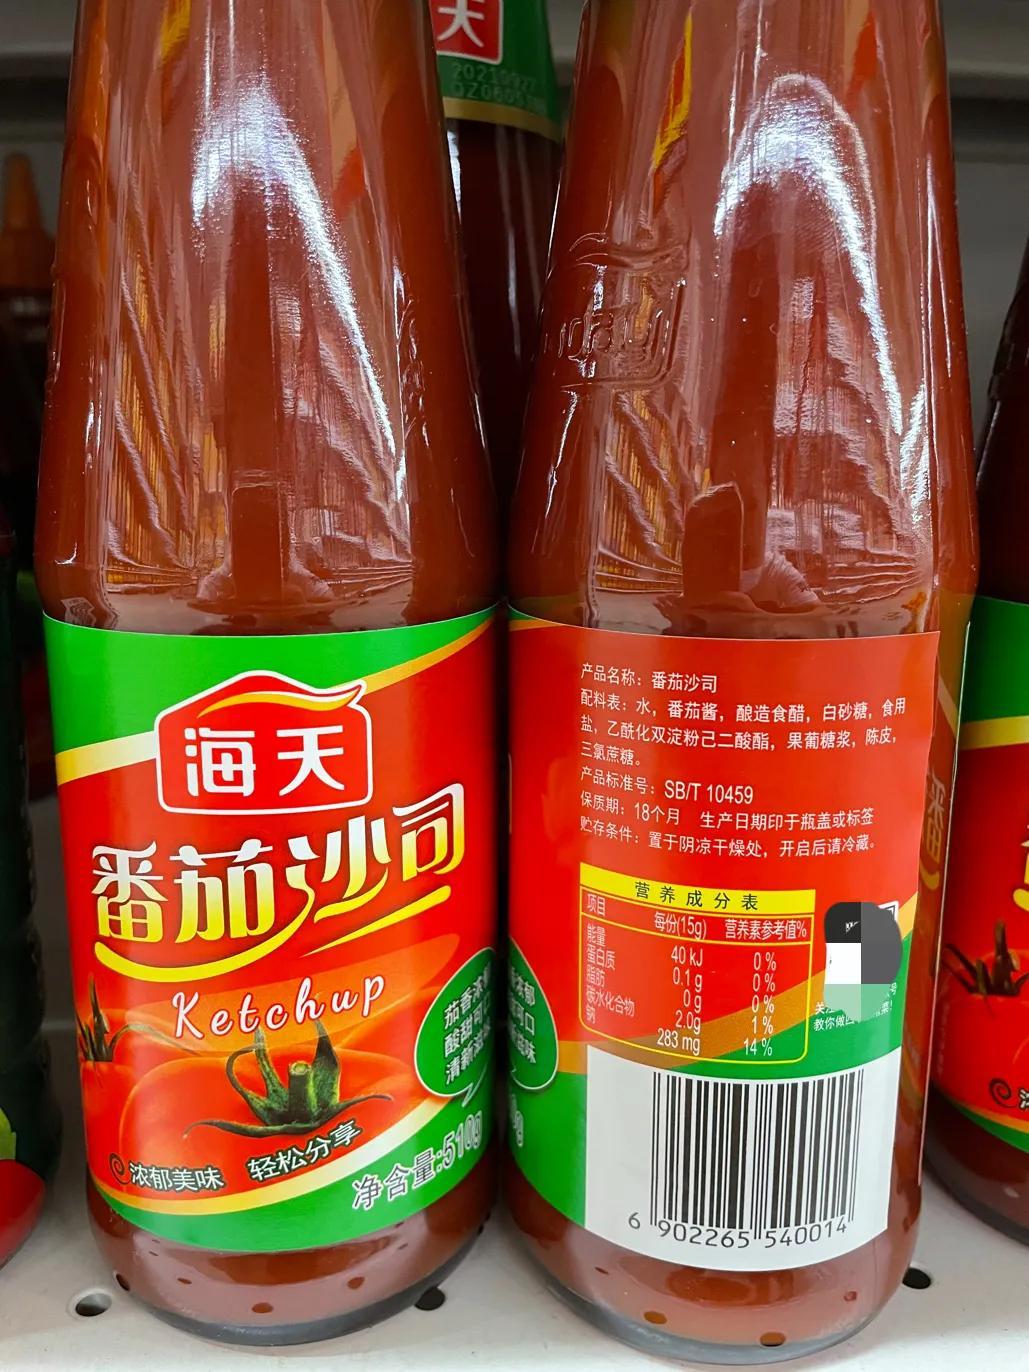 天
20210927
海天
番茄沙司
Ketchup
浓郁美味 轻松分享
净含量:510g
产品名称：番茄沙司
配料表：水，番茄酱，酿造食醋，白砂糖，食用
盐，乙酰化双淀粉己二酸酯，果葡糖浆，陈皮，
三氯蔗糖。
产品标准号：SB/T 10459
保质期：18个月 生产日期印于瓶盖或标签
贮存条件：置于阴凉干燥处，开启后请冷藏。
营养成分表
项目 每份(15g) 营养素参考值%
能量 40 kJ 0 %
蛋白质 0.1 g 0 %
脂肪 0 g 0 %
碳水化合物 2.0g 1 %
钠 283 mg 14 %
教你做
6 902265 540014